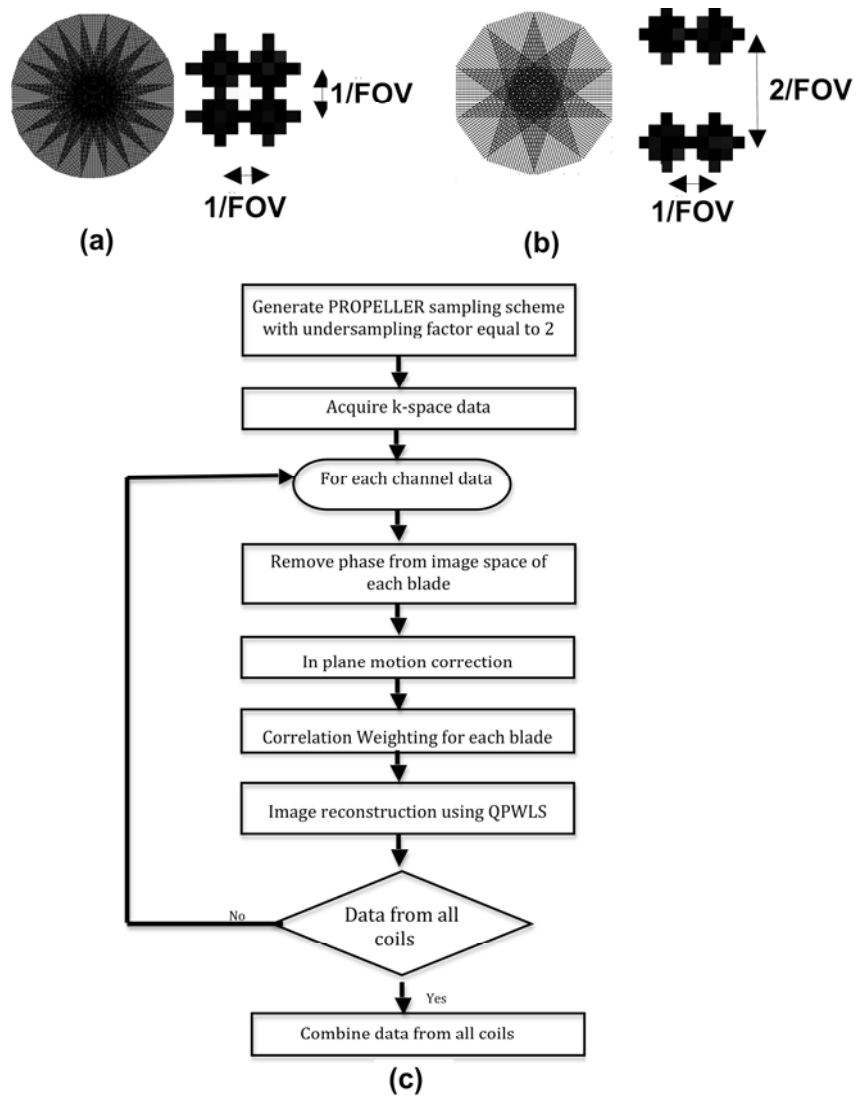 1/FOV
1/FOV
(a)
2/FOV
1/FOV
(b)
Generate PROPELLER sampling scheme
with undersampling factor equal to 2
Acquire k-space data
For each channel data
Remove phase from image space of
each blade
In plane motion correction
Correlation Weighting for each blade
Image reconstruction using QPWLS
Data from all
coils
No
Yes
Combine data from all coils
(c)